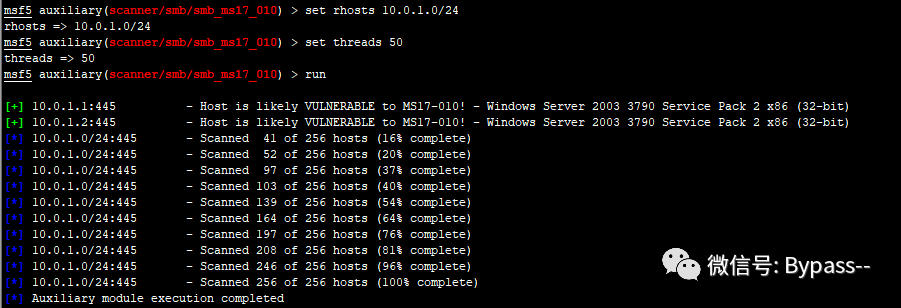 msf5 auxiliary(scanner/smb/smb_ms17_010) > set rhosts 10.0.1.0/24
rhosts => 10.0.1.0/24
msf5 auxiliary(scanner/smb/smb_ms17_010) > set threads 50
threads => 50
msf5 auxiliary(scanner/smb/smb_ms17_010) > run
[+] 10.0.1.1:445 - Host is likely VULNERABLE to MS17-010! - Windows Server 2003 3790 Service Pack 2 x86 (32-bit)
[+] 10.0.1.2:445 - Host is likely VULNERABLE to MS17-010! - Windows Server 2003 3790 Service Pack 2 x86 (32-bit)
[*] 10.0.1.0/24:445 - Scanned 41 of 256 hosts (16% complete)
[*] 10.0.1.0/24:445 - Scanned 52 of 256 hosts (20% complete)
[*] 10.0.1.0/24:445 - Scanned 97 of 256 hosts (37% complete)
[*] 10.0.1.0/24:445 - Scanned 103 of 256 hosts (40% complete)
[*] 10.0.1.0/24:445 - Scanned 139 of 256 hosts (54% complete)
[*] 10.0.1.0/24:445 - Scanned 164 of 256 hosts (64% complete)
[*] 10.0.1.0/24:445 - Scanned 197 of 256 hosts (76% complete)
[*] 10.0.1.0/24:445 - Scanned 208 of 256 hosts (81% complete)
[*] 10.0.1.0/24:445 - Scanned 246 of 256 hosts (96% complete)
[*] 10.0.1.0/24:445 - Scanned 256 of 256 hosts (100% complete)
[*] Auxiliary module execution completed
微信号: Bypass--